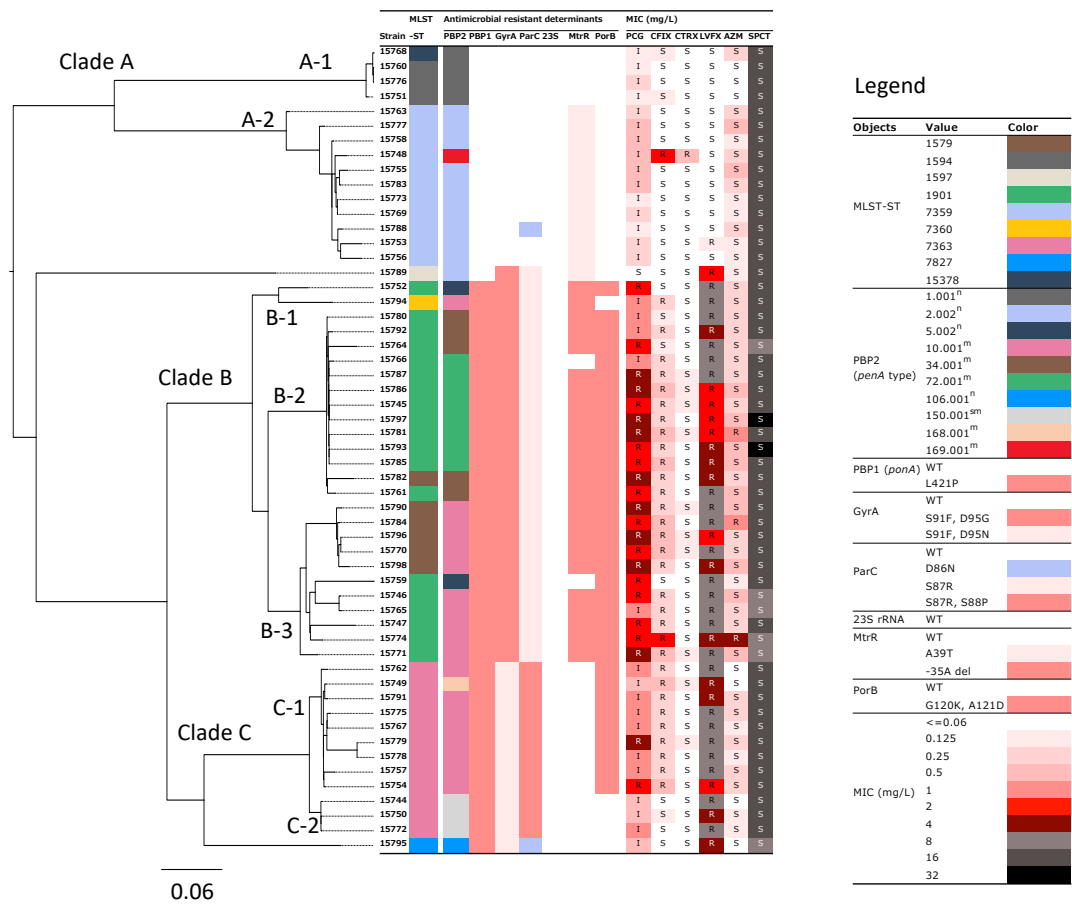 MLST Antimicrobial resistant determinants MIC (mg/L)
Strain -ST PBP2 PBP1 GyrA ParC 23S MtrR PorB PCG CFIX CTRX LVFX AZM SPCT
15768 I S S S S S
15760 I S S S S S
15776 I S S S S S
15751 I S S S S S
15763 I S S S S S
15777 I S S S S S
15758 I S S S S S
15748 I R R S S S
15755 I S S S S S
15783 I S S S S S
15773 I S S S S S
15769 I S S S S S
15788 I S S S S S
15753 I S S R S S
15756 I S S S S S
15789 S S S R S S
15752 R S S R S S
15794 I R S R S S
15780 I S S R S S
15792 I R S R S S
15764 R S S R S S
15766 I R S R S S
15787 R S S R S S
15786 R R S R S S
15745 R S S R S S
15797 R R S R S S
15781 R R S R R S
15793 R R S R S S
15785 R R S R S S
15782 R R S R S S
15761 R R S R S S
15790 R R S R S S
15784 R R S R R S
15796 R R S R S S
15770 R R S R S S
15798 R R S R S S
15759 R S S R S S
15746 R R S R S S
15765 I R S R S S
15747 R R S R S S
15774 R R S R R S
15771 R R S R S S
15762 I R S R S S
15749 I R S R S S
15791 I R S R S S
15775 I R S R S S
15767 I R S R S S
15779 R R S R S S
15778 I R S R S S
15757 I R S R S S
15754 R R S R S S
15744 I S S R S S
15750 I S S R S S
15772 I S S R S S
15795 I S S R S S
Clade A
A-1
A-2
Clade B
B-1
B-2
B-3
Clade C
C-1
C-2
0.06
Legend
Objects Value Color
MLST-ST
1579
1594
1597
1901
7359
7360
7363
7827
15378
PBP2
(penA type)
1.001n
2.002n
5.002n
10.001m
34.001m
72.001m
106.001n
150.001sm
168.001m
169.001m
PBP1 (ponA) WT
L421P
GyrA WT
S91F, D95G
S91F, D95N
ParC WT
D86N
S87R
S87R, S88P
23S rRNA WT
MtrR WT
A39T
-35A del
PorB WT
G120K, A121D
MIC (mg/L)
<=0.06
0.125
0.25
0.5
1
2
4
8
16
32